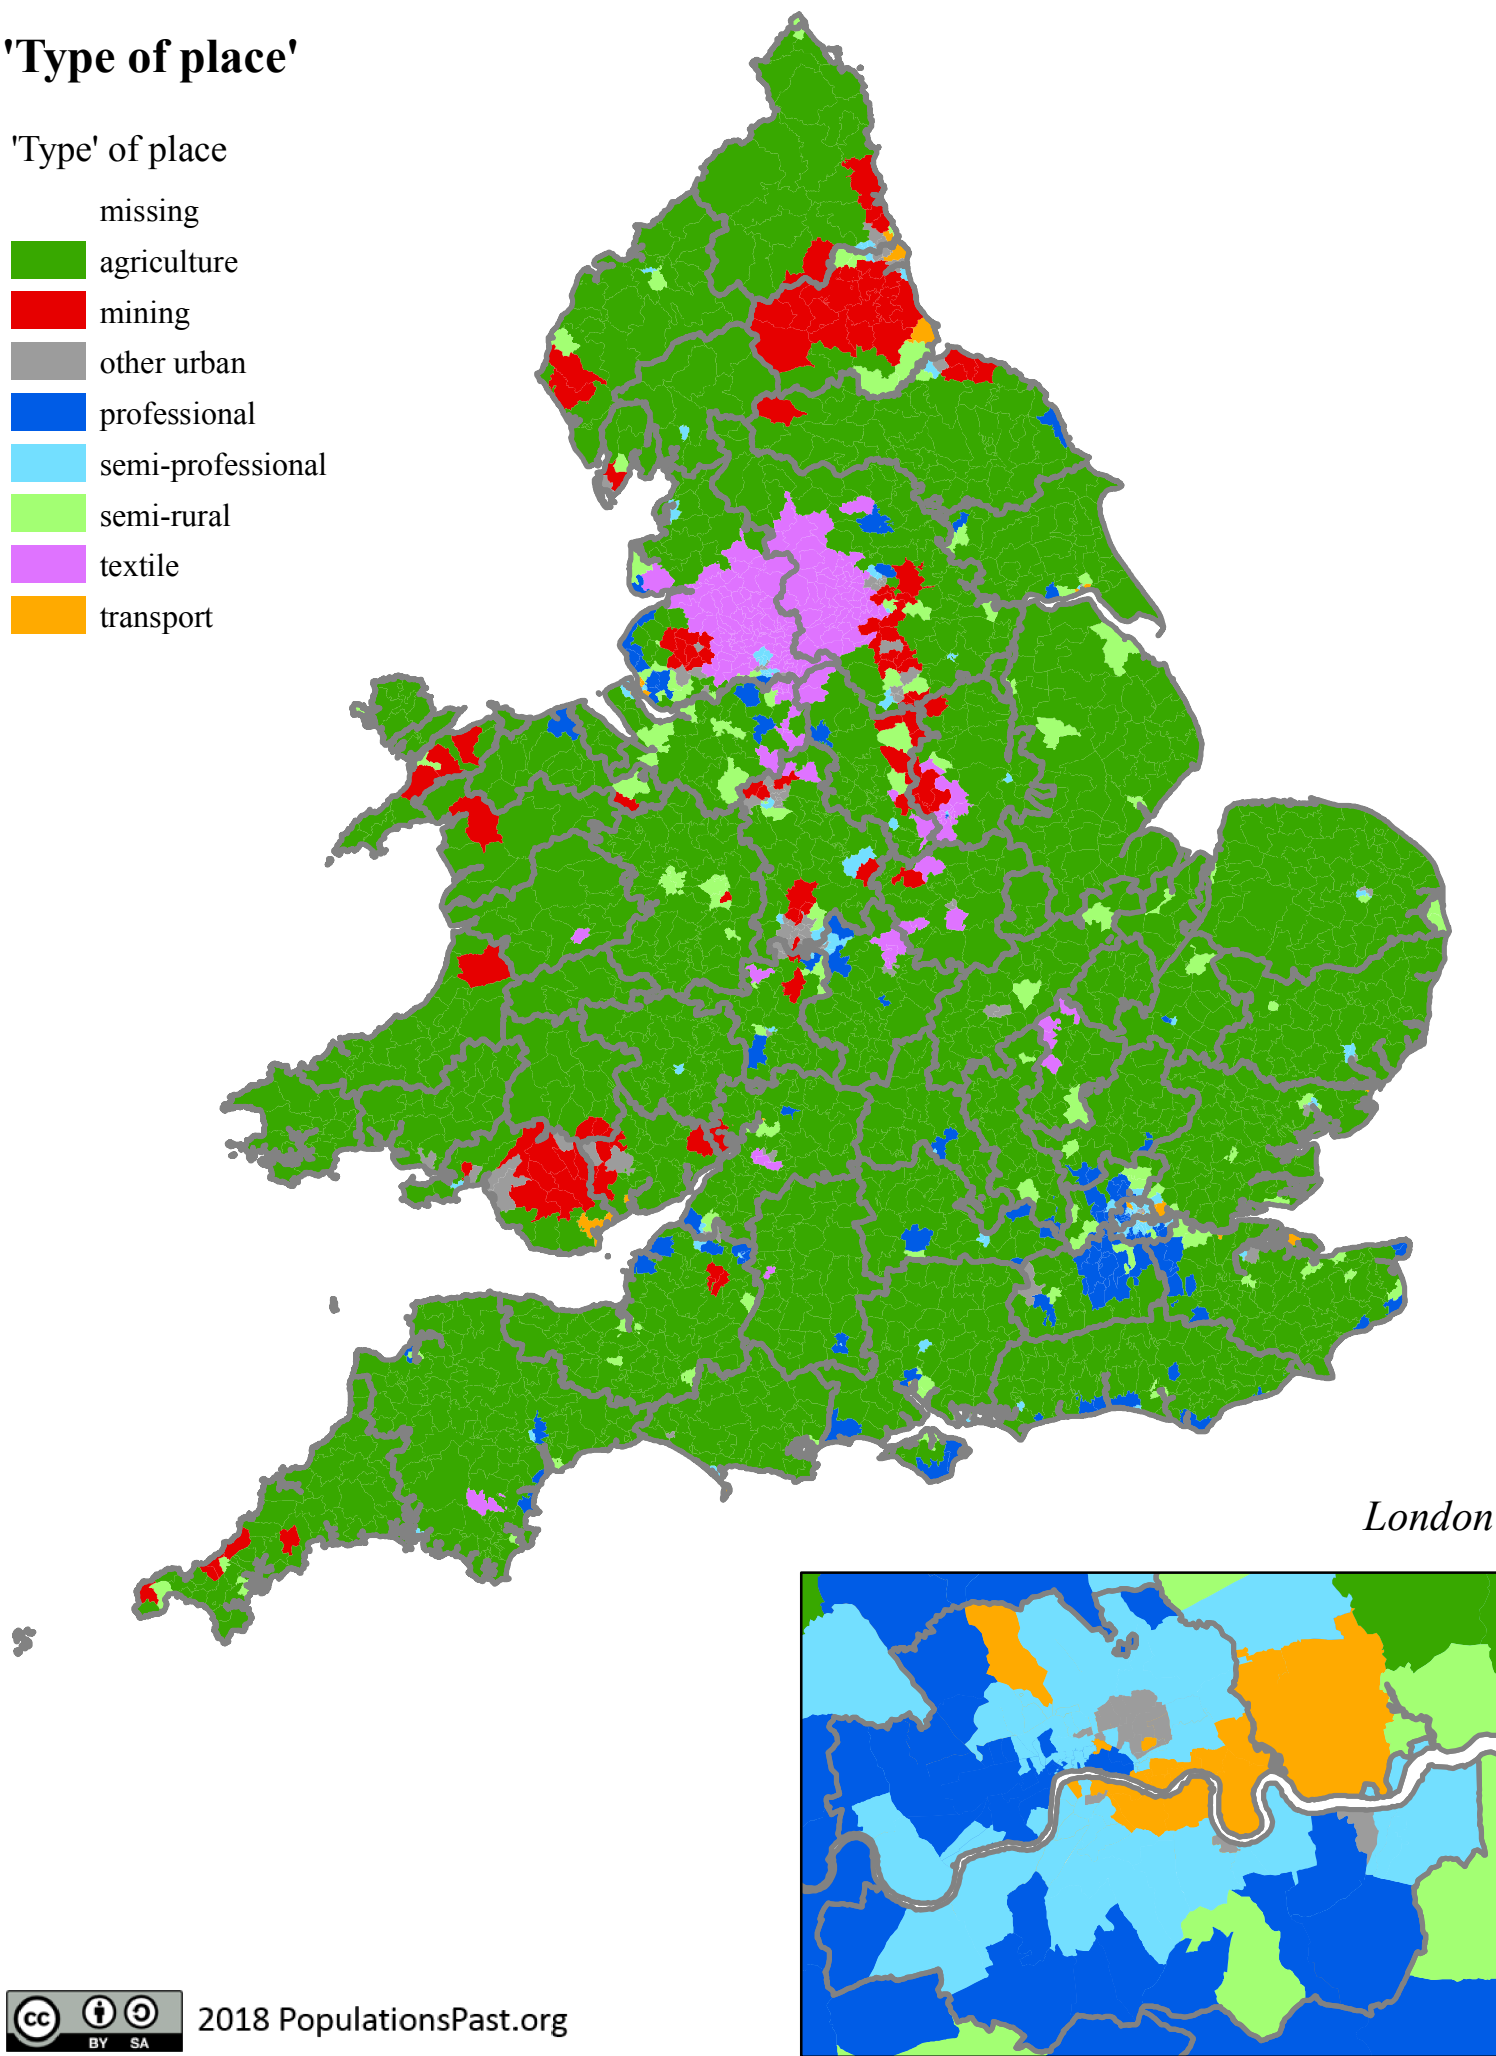 'Type of place'
'Type' of place
missing
agriculture
mining
other urban
professional
semi-professional
semi-rural
textile
transport
London
cc
BY SA
2018 PopulationsPast.org